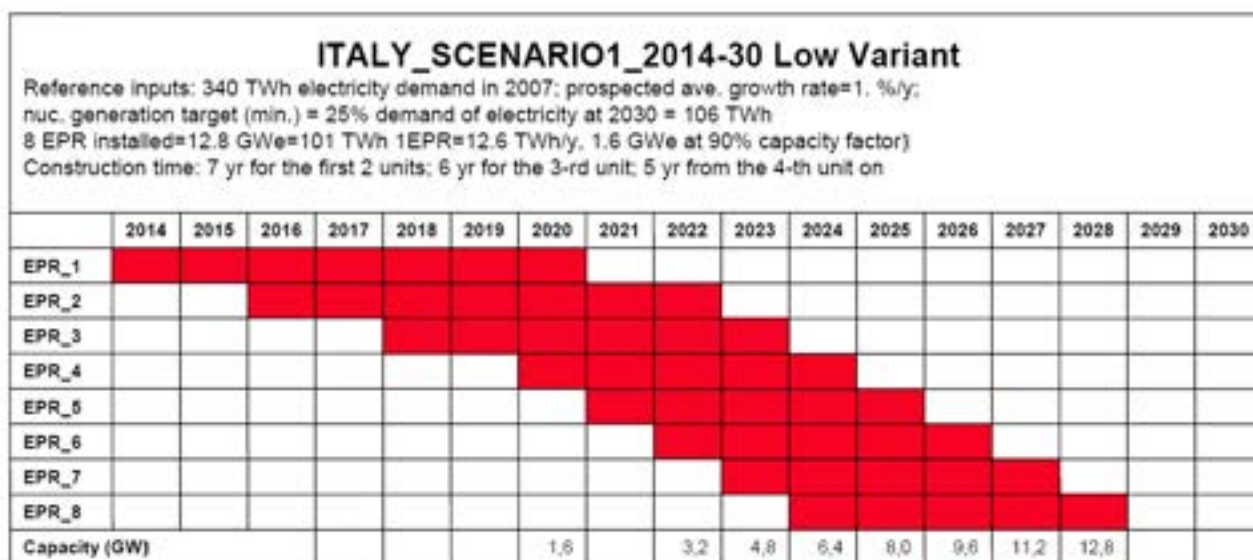 ITALY_SCENARIO1_2014-30 Low Variant
Reference inputs: 340 TWh electricity demand in 2007; prospected ave. growth rate=1. %/y;
nuc. generation target (min.) = 25% demand of electricity at 2030 = 106 TWh
8 EPR installed=12.8 GWe=101 TWh 1EPR=12.6 TWh/y, 1.6 GWe at 90% capacity factor)
Construction time: 7 yr for the first 2 units; 6 yr for the 3-rd unit; 5 yr from the 4-th unit on
2014 2015 2016 2017 2018 2019 2020 2021 2022 2023 2024 2025 2026 2027 2028 2029 2030
EPR_1
EPR_2
EPR_3
EPR_4
EPR_5
EPR_6
EPR_7
EPR_8
Capacity (GW) 1,6 3,2 4,8 6,4 8,0 9,6 11,2 12,8